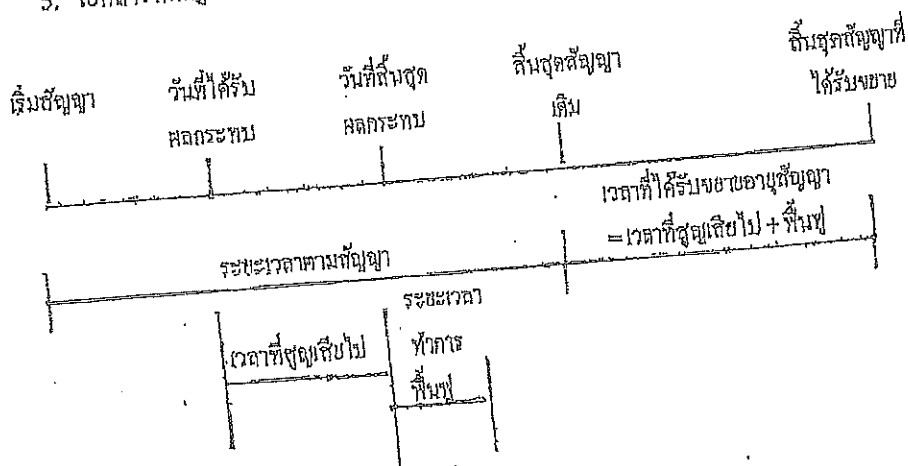 5.
เริ่มสัญญา
วันที่ได้รับ
ผลกระทบ
วันที่สิ้นสุด
ผลกระทบ
สิ้นสุดสัญญา
เดิม
สิ้นสุดสัญญาที่
ได้รับขยาย
เวลาที่ได้รับขยายอายุสัญญา
=เวลาที่สูญเสียไป + ฟื้นฟู
ระยะเวลาตามสัญญา
เวลาที่สูญเสียไป
ระยะเวลา
ทำการ
ฟื้นฟู